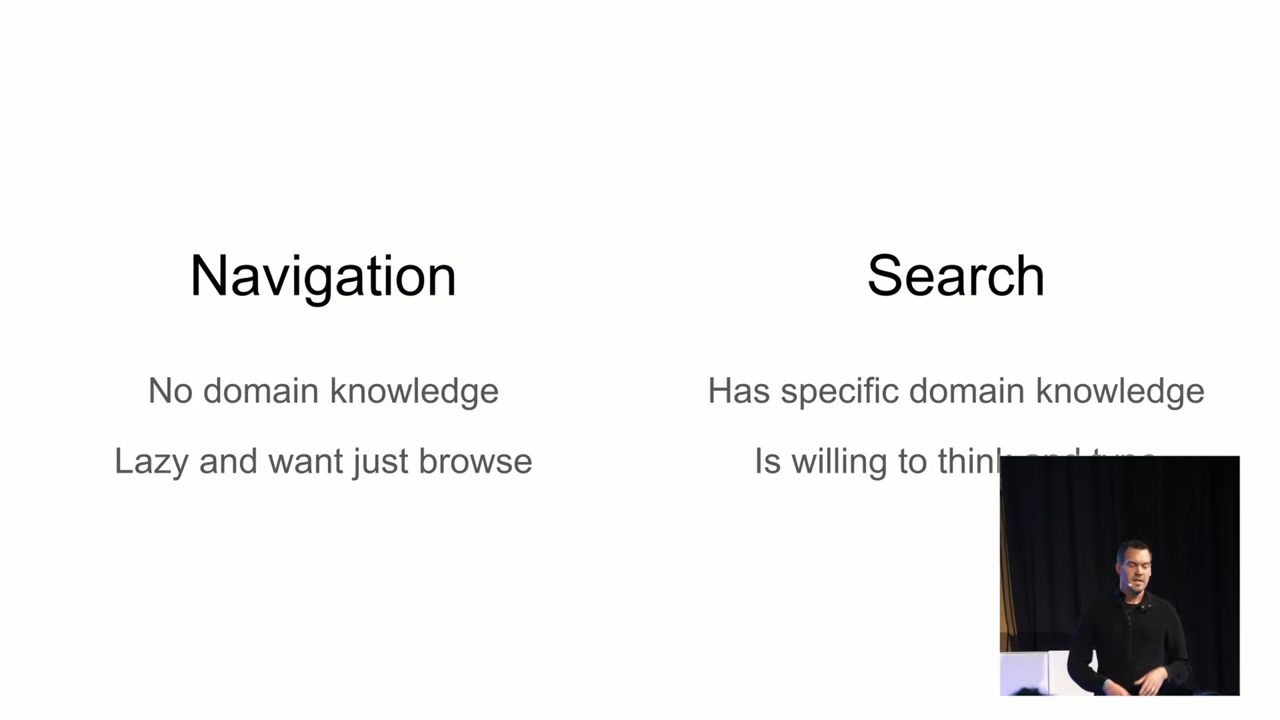 Navigation
No domain knowledge
Lazy and want just browse
Search
Has specific domain knowledge
Is willing to think and type